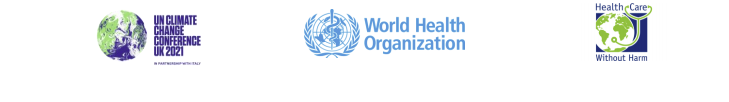 UN CLIMATE
CHANGE
CONFERENCE
UK 2021
IN PARTNERSHIP WITH ITALY
World Health
Organization
Health Care
Without Harm